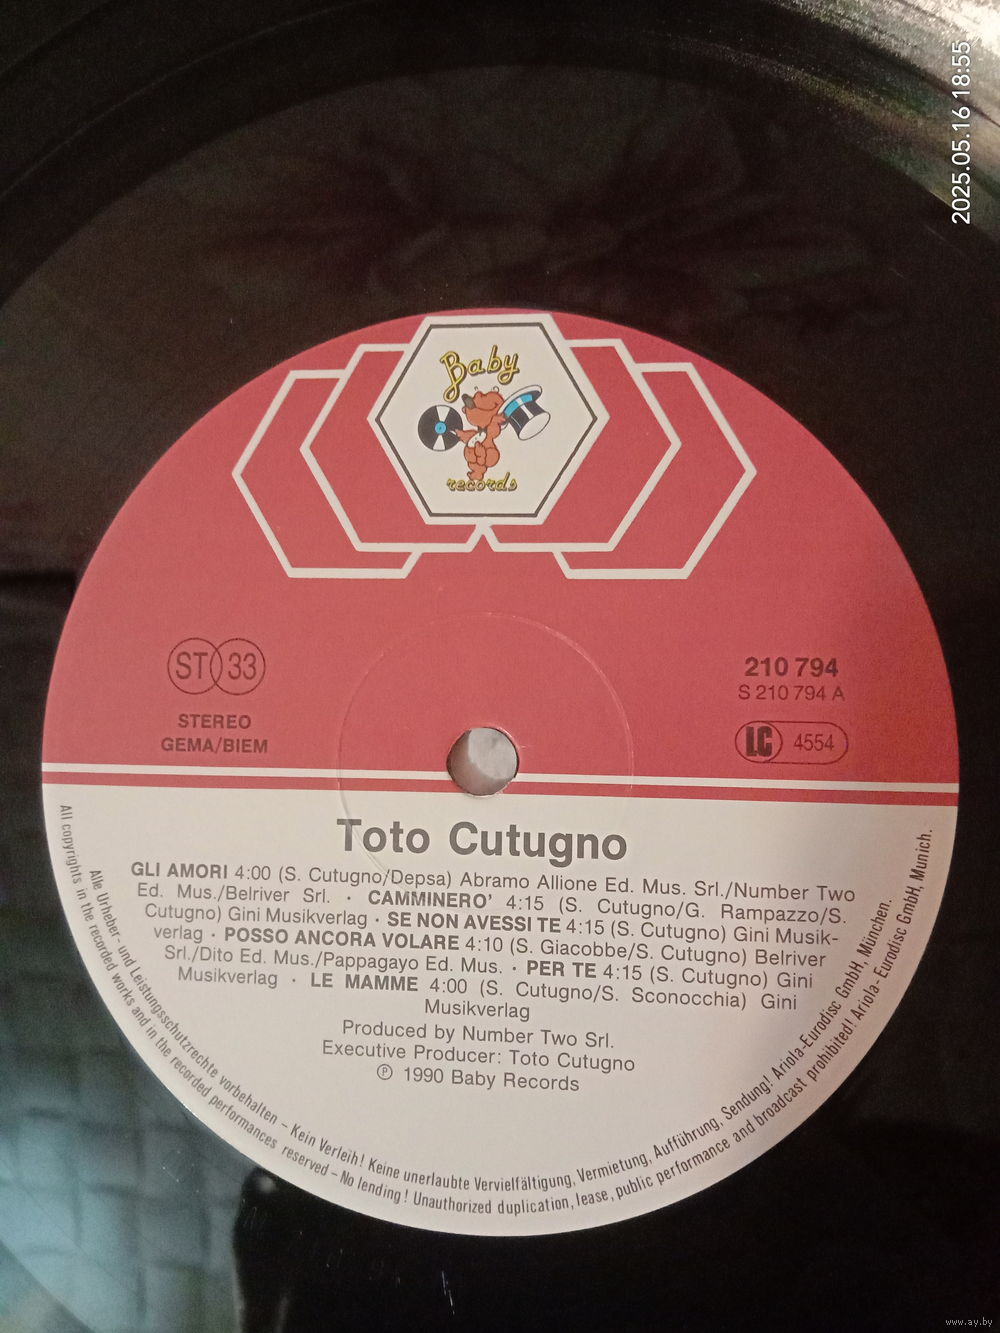 2025.05.16 18:55
Baby
records
ST 33
STEREO
GEMA/BIEM
210 794
S 210 794 A
LC 4554
Toto Cutugno
GLI AMORI 4:00 (S. Cutugno/Depsa) Abramo Allione Ed. Mus. Srl./Number Two
Ed. Mus./Belriver Srl. · CAMMINERO' 4:15 (S. Cutugno/G. Rampazzo/S.
Cutugno) Gini Musikverlag · SE NON AVESSI TE 4:15 (S. Cutugno) Gini Musik-
verlag · POSSO ANCORA VOLARE 4:10 (S. Giacobbe/S. Cutugno) Belriver
Srl./Dito Ed. Mus./Pappagayo Ed. Mus. · PER TE 4:15 (S. Cutugno) Gini
Musikverlag · LE MAMME 4:00 (S. Cutugno/S. Sconocchia) Gini
Musikverlag
Produced by Number Two Srl.
Executive Producer: Toto Cutugno
Ⓟ 1990 Baby Records
Alle Urheber- und Leistungsschutzrechte vorbehalten – Kein Verleih! Keine unerlaubte Vervielfältigung, Vermietung, Aufführung, Sendung! Ariola-Eurodisc GmbH, München.
All copyrights in the recorded works and in the recorded performances reserved – No lending! Unauthorized duplication, lease, public performance and broadcast prohibited! Ariola-Eurodisc GmbH, Munich.
www.ay.by